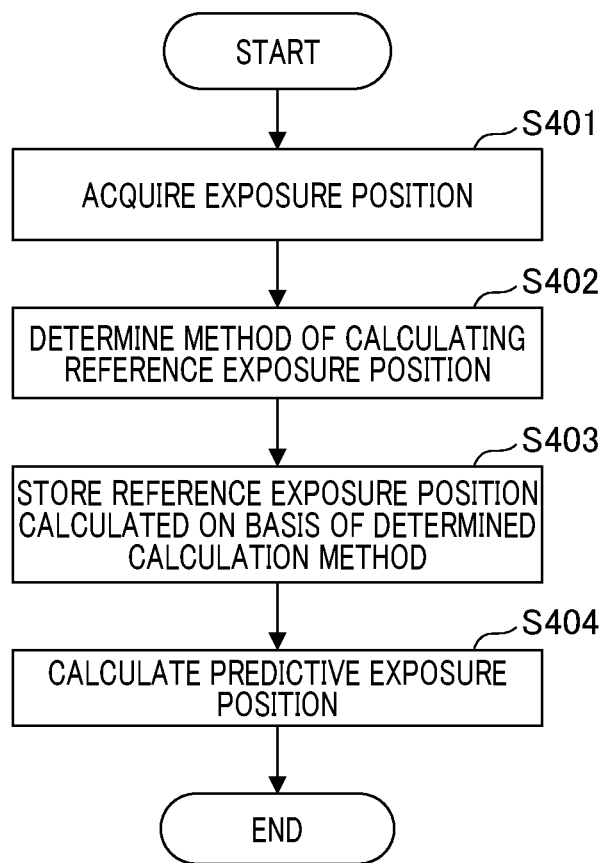 START
S401
ACQUIRE EXPOSURE POSITION
S402
DETERMINE METHOD OF CALCULATING
REFERENCE EXPOSURE POSITION
S403
STORE REFERENCE EXPOSURE POSITION
CALCULATED ON BASIS OF DETERMINED
CALCULATION METHOD
S404
CALCULATE PREDICTIVE EXPOSURE
POSITION
END